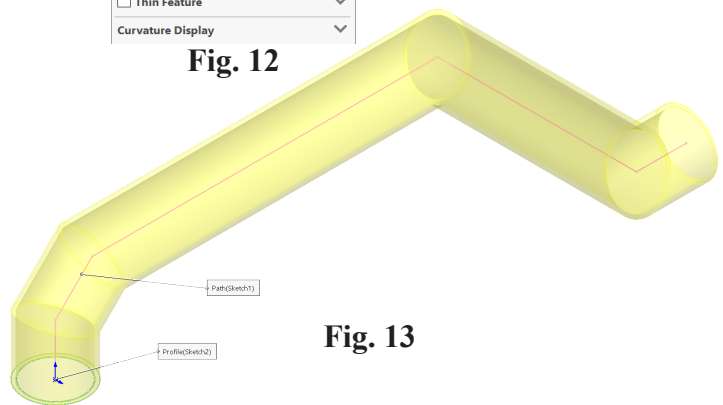 Thin Feature
Curvature Display
Fig. 12
Path(Sketch1)
Profile(Sketch2)
Fig. 13